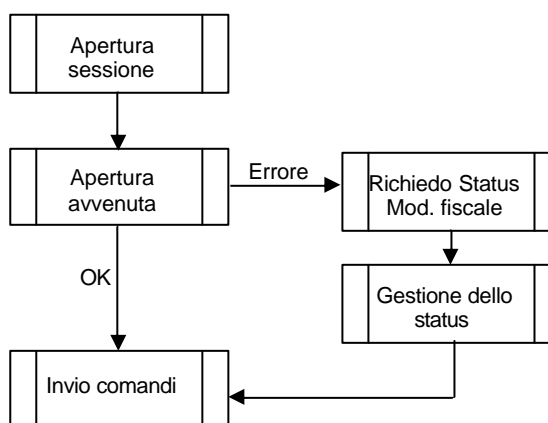 Apertura
sessione
Apertura
avvenuta
Errore
Richiedo Status
Mod. fiscale
OK
Gestione dello
status
Invio comandi